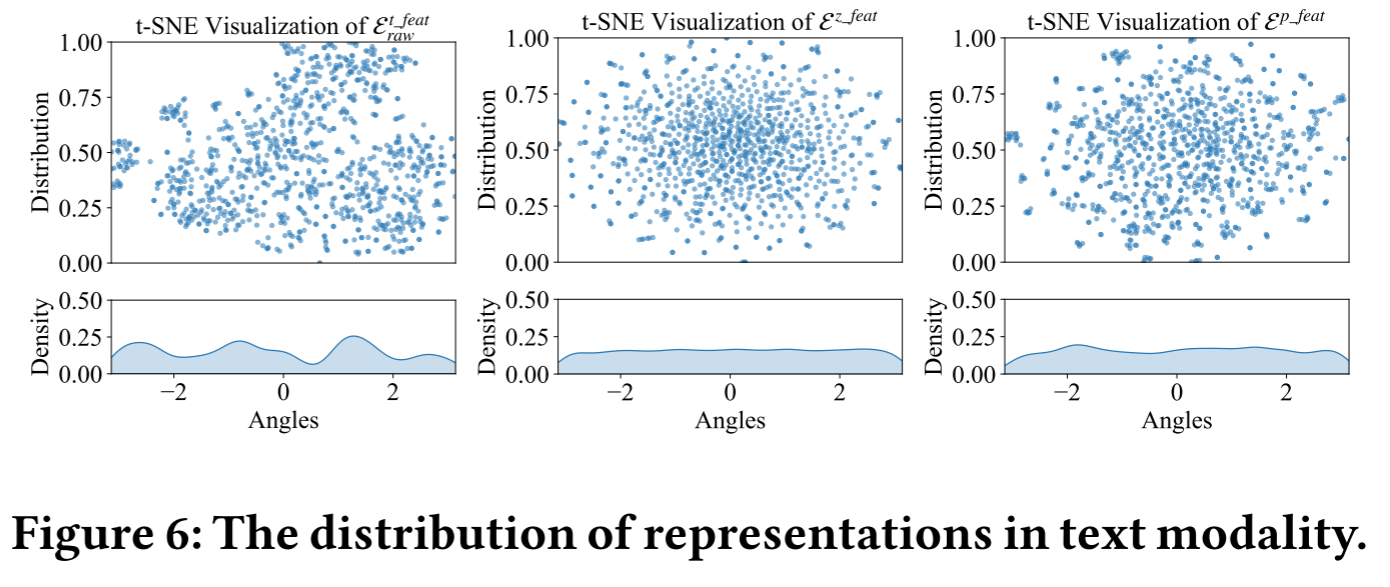 t-SNE Visualization of ℰ_raw^t_feat
t-SNE Visualization of ℰ^z_feat
t-SNE Visualization of ℰ^p_feat
Distribution
1.00
0.75
0.50
0.25
0.00
Distribution
1.00
0.75
0.50
0.25
0.00
Distribution
1.00
0.75
0.50
0.25
0.00
Density
0.50
0.25
0.00
−2 0 2
Angles
Density
0.50
0.25
0.00
−2 0 2
Angles
Density
0.50
0.25
0.00
−2 0 2
Angles
Figure 6: The distribution of representations in text modality.